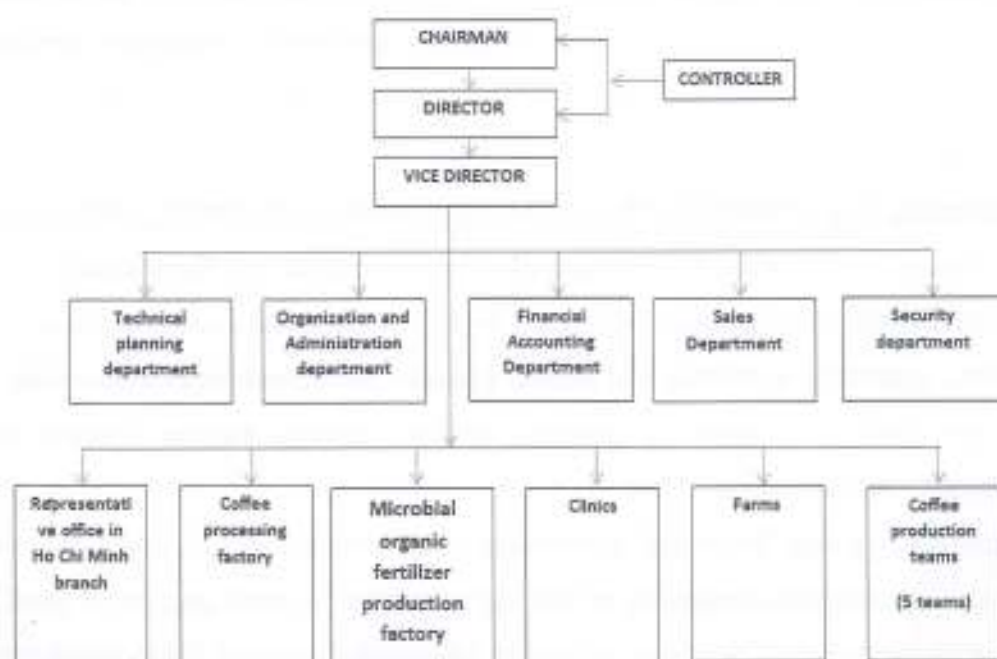 CHAIRMAN
CONTROLLER
DIRECTOR
VICE DIRECTOR
Technical
planning
department
Organization and
Administration
department
Financial
Accounting
Department
Sales
Department
Security
department
Representati
ve office in
Ho Chi Minh
branch
Coffee
processing
factory
Microbial
organic
fertilizer
production
factory
Clinics
Farms
Coffee
production
teams
(5 teams)